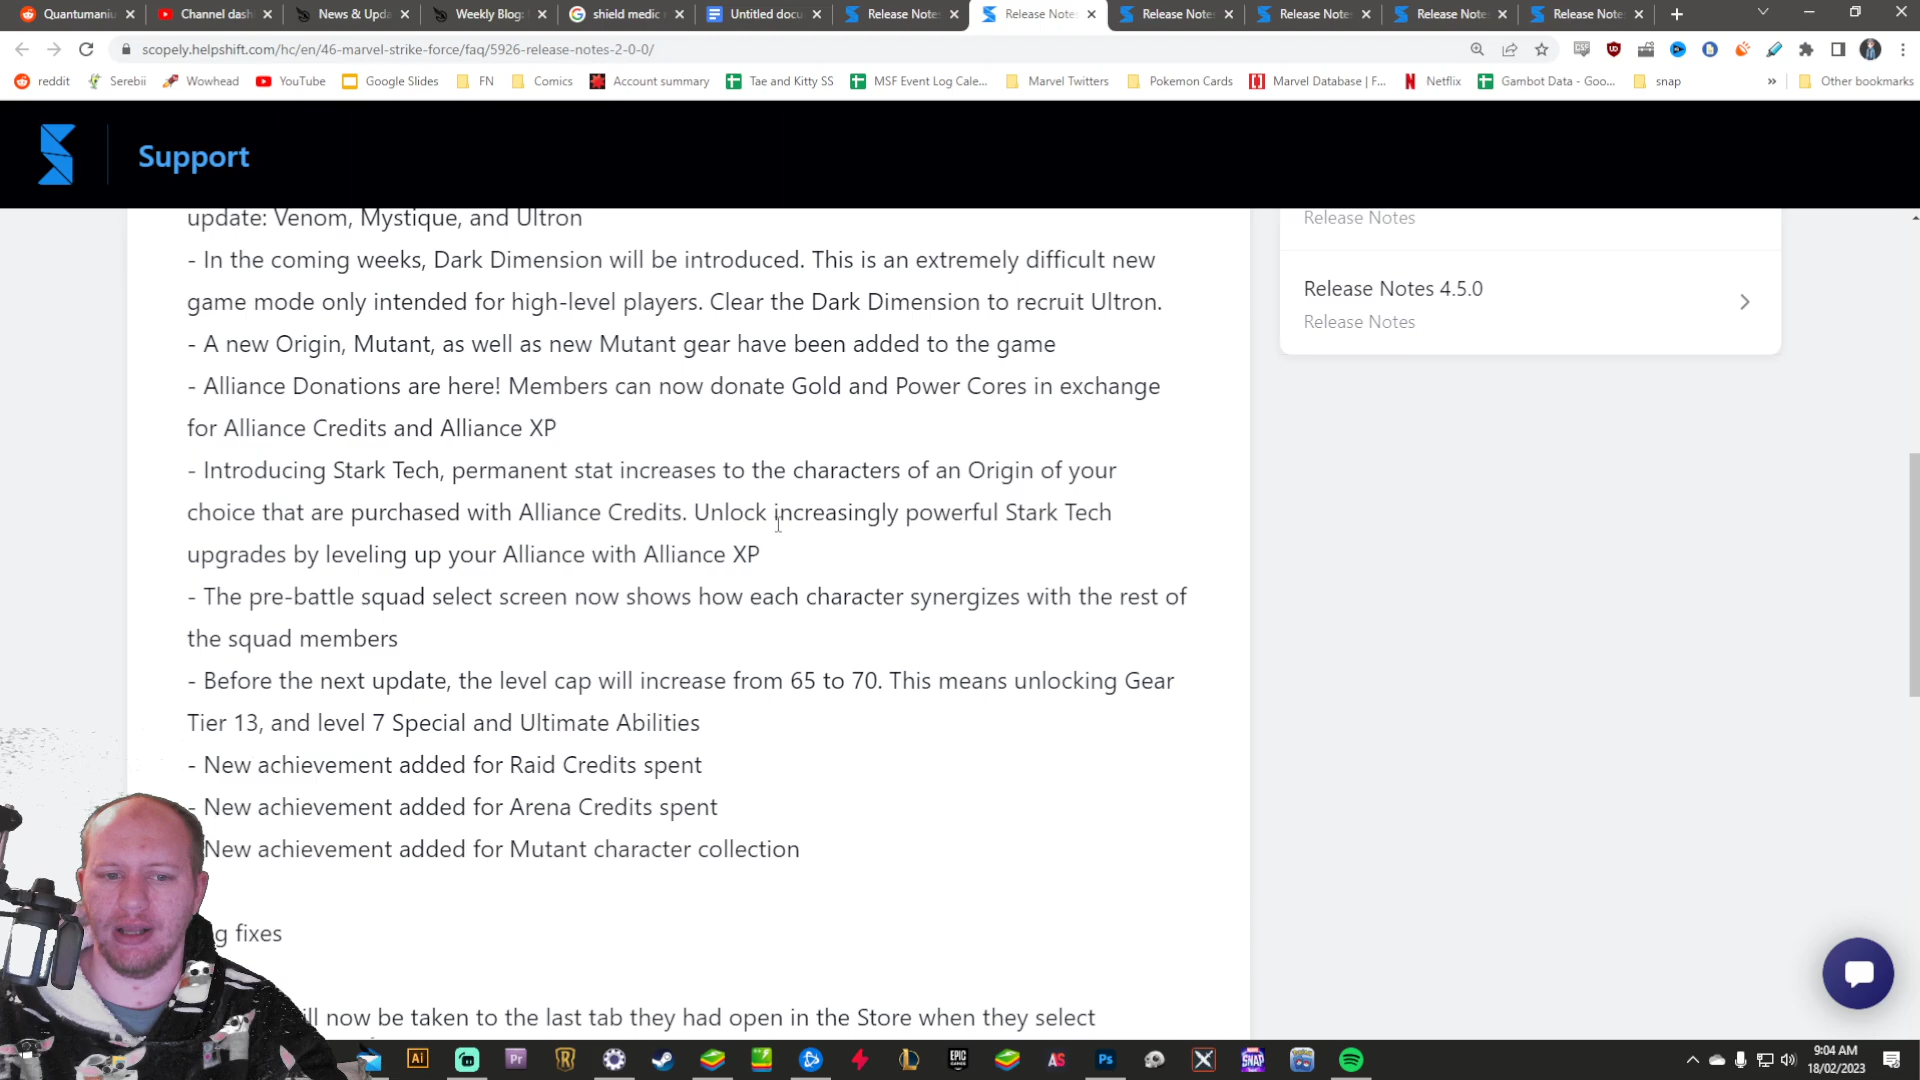 Quantumaniu
Channel dash
News & Upda
Weekly Blog:
shield medic
Untitled docu
Release Note
Release Note
Release Note
Release Note
Release Note
Release Note
scopely.helpshift.com/hc/en/46-marvel-strike-force/faq/5926-release-notes-2-0-0/
reddit
Serebii
Wowhead
YouTube
Google Slides
FN
Comics
Account summary
Tae and Kitty SS
MSF Event Log Cale...
Marvel Twitters
Pokemon Cards
Marvel Database | F...
Netflix
Gambot Data - Goo...
snap
»
Other bookmarks
Support
update: Venom, Mystique, and Ultron
- In the coming weeks, Dark Dimension will be introduced. This is an extremely difficult new
game mode only intended for high-level players. Clear the Dark Dimension to recruit Ultron.
- A new Origin, Mutant, as well as new Mutant gear have been added to the game
- Alliance Donations are here! Members can now donate Gold and Power Cores in exchange
for Alliance Credits and Alliance XP
- Introducing Stark Tech, permanent stat increases to the characters of an Origin of your
choice that are purchased with Alliance Credits. Unlock increasingly powerful Stark Tech
upgrades by leveling up your Alliance with Alliance XP
- The pre-battle squad select screen now shows how each character synergizes with the rest of
the squad members
- Before the next update, the level cap will increase from 65 to 70. This means unlocking Gear
Tier 13, and level 7 Special and Ultimate Abilities
- New achievement added for Raid Credits spent
- New achievement added for Arena Credits spent
New achievement added for Mutant character collection
g fixes
ill now be taken to the last tab they had open in the Store when they select
Release Notes
Release Notes 4.5.0
Release Notes
Ai
Pr
EPIC
GAMES
AS
Ps
SNAP
9:04 AM
18/02/2023